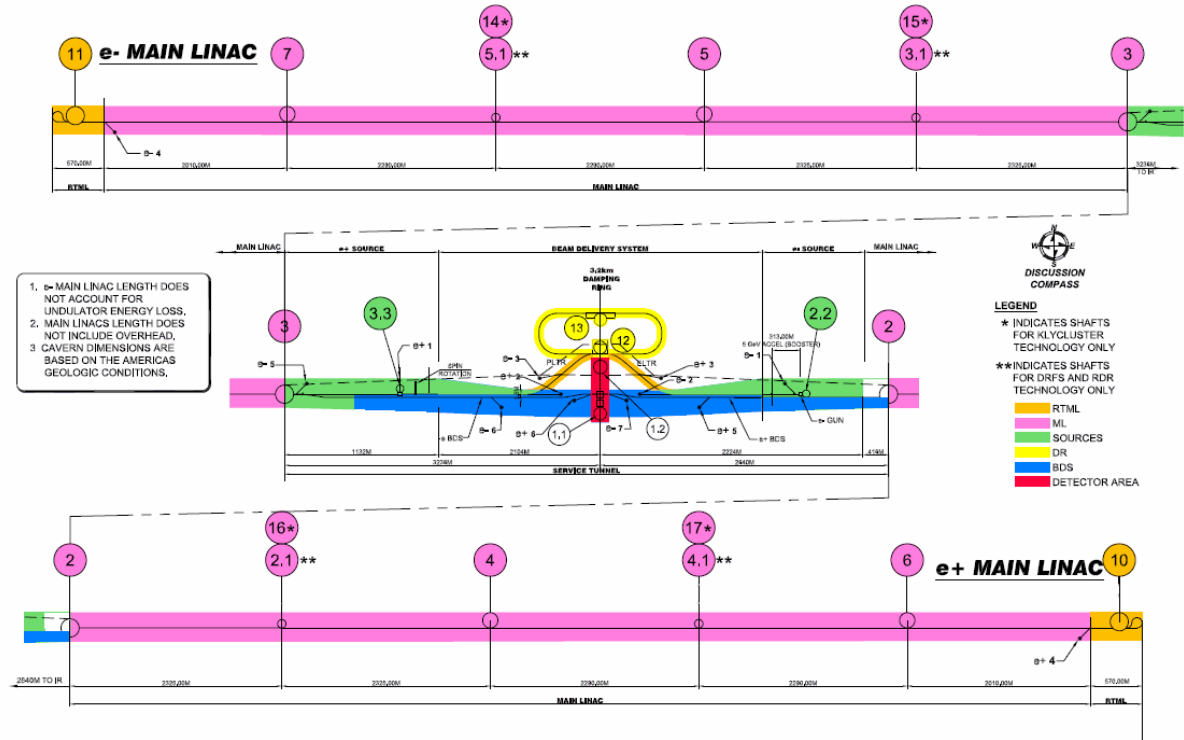 14*
15*
11
e- MAIN LINAC
7
5,1
**
5
3,1
**
3
e- 4
570,00M
2010,00M
2290,00M
2290,00M
2325,00M
2325,00M
3236M
TO IR
RTML
MAIN LINAC
MAIN LINAC
e+ SOURCE
BEAM DELIVERY SYSTEM
SOURCE
MAIN LINAC
3,2km
DAMPING
RING
1. e- MAIN LINAC LENGTH DOES
NOT ACCOUNT FOR
UNDULATOR ENERGY LOSS,
2. MAIN LINACS LENGTH DOES
NOT INCLUDE OVERHEAD,
3 CAVERN DIMENSIONS ARE
BASED ON THE AMERICAS
GEOLOGIC CONDITIONS,
3
3,3
13
12
2,2
2
e- 5
e+ 1
SPIN
ROTATION
e- 3
PLTR
ELTR
e+ 3
e- 1
313,00M
5 GeV ACCEL (BOOSTER)
e+ 2
e- 2
e- GUN
-e BDS
e- 6
e+ 6
1,1
e- 7
1,2
e+ 5
e+ BDS
1132M
2104M
2224M
416M
3236M
2640M
SERVICE TUNNEL
N
W
E
S
DISCUSSION
COMPASS
LEGEND
* INDICATES SHAFTS
FOR KLYCLUSTER
TECHNOLOGY ONLY
** INDICATES SHAFTS
FOR DRFS AND RDR
TECHNOLOGY ONLY
RTML
ML
SOURCES
DR
BDS
DETECTOR AREA
16*
17*
2
2,1
**
4
4,1
**
6
e+ MAIN LINAC
10
e+ 4
2640M TO IR
2325,00M
2325,00M
2290,00M
2290,00M
2010,00M
570,00M
MAIN LINAC
RTML